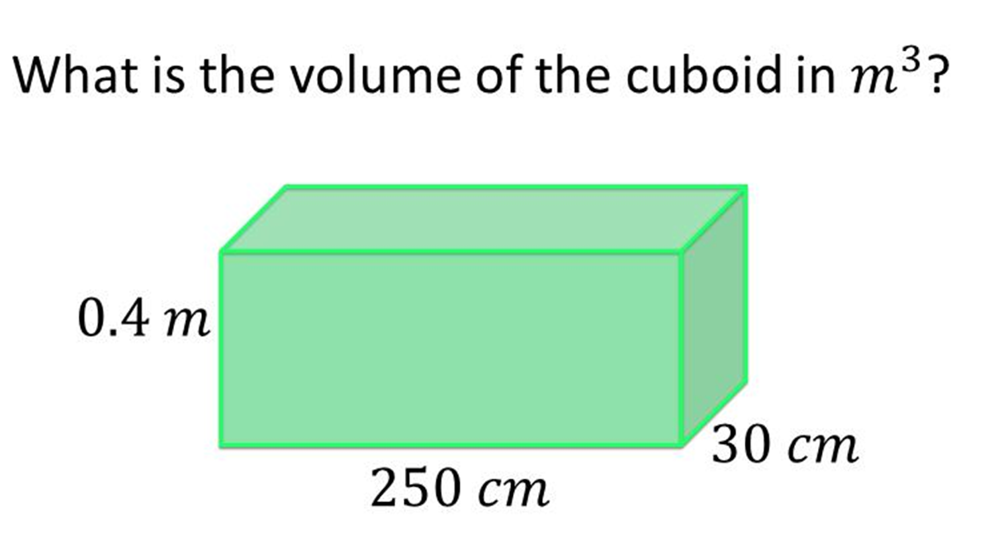 What is the volume of the cuboid in m³?
0.4 m
30 cm
250 cm